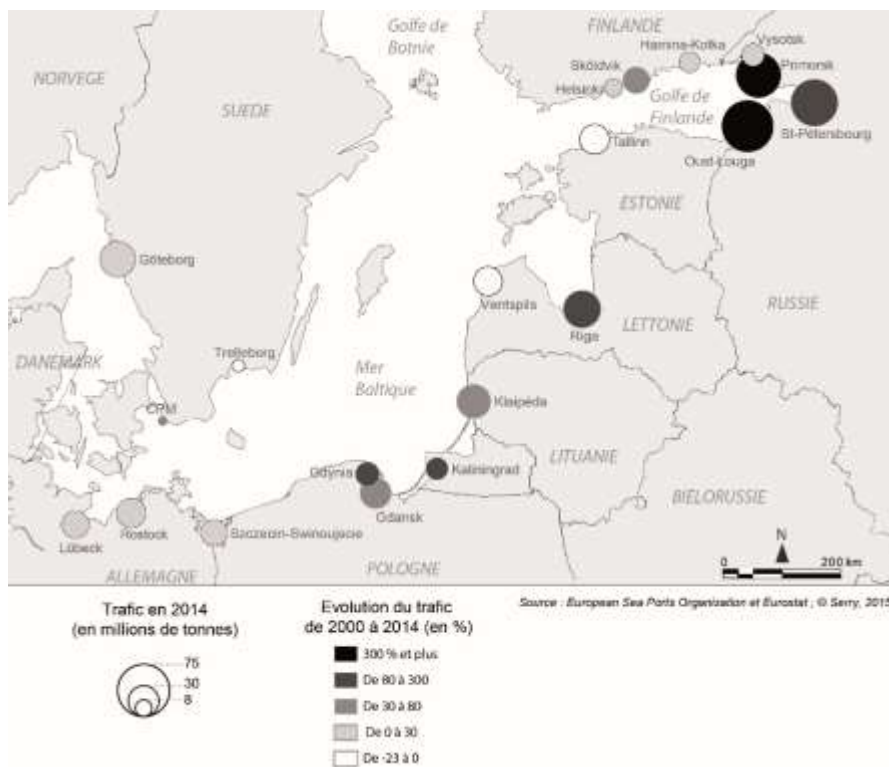 FINLANDE
Golfe de
Botnie
Hamina-Kotka
Vysotsk
NORVEGE
Sköldvik
Primorsk
Helsinki
Golfe de
Finlande
SUEDE
St-Pétersbourg
Tallinn
Oust-Louga
ESTONIE
Göteborg
Ventspils
RUSSIE
Riga
LETTONIE
DANEMARK
Trelleborg
Mer
Baltique
CPM
Klaipéda
LITUANIE
Gdynia
Kaliningrad
BIÉLORUSSIE
Gdansk
Rostock
Szczecin-Swinoujscie
Lübeck
N
POLOGNE
0 200 km
ALLEMAGNE
Source : European Sea Ports Organization et Eurostat ; © Serry, 2015
Trafic en 2014
(en millions de tonnes)
75
30
8
Evolution du trafic
de 2000 à 2014 (en %)
300 % et plus
De 80 à 300
De 30 à 80
De 0 à 30
De -23 à 0